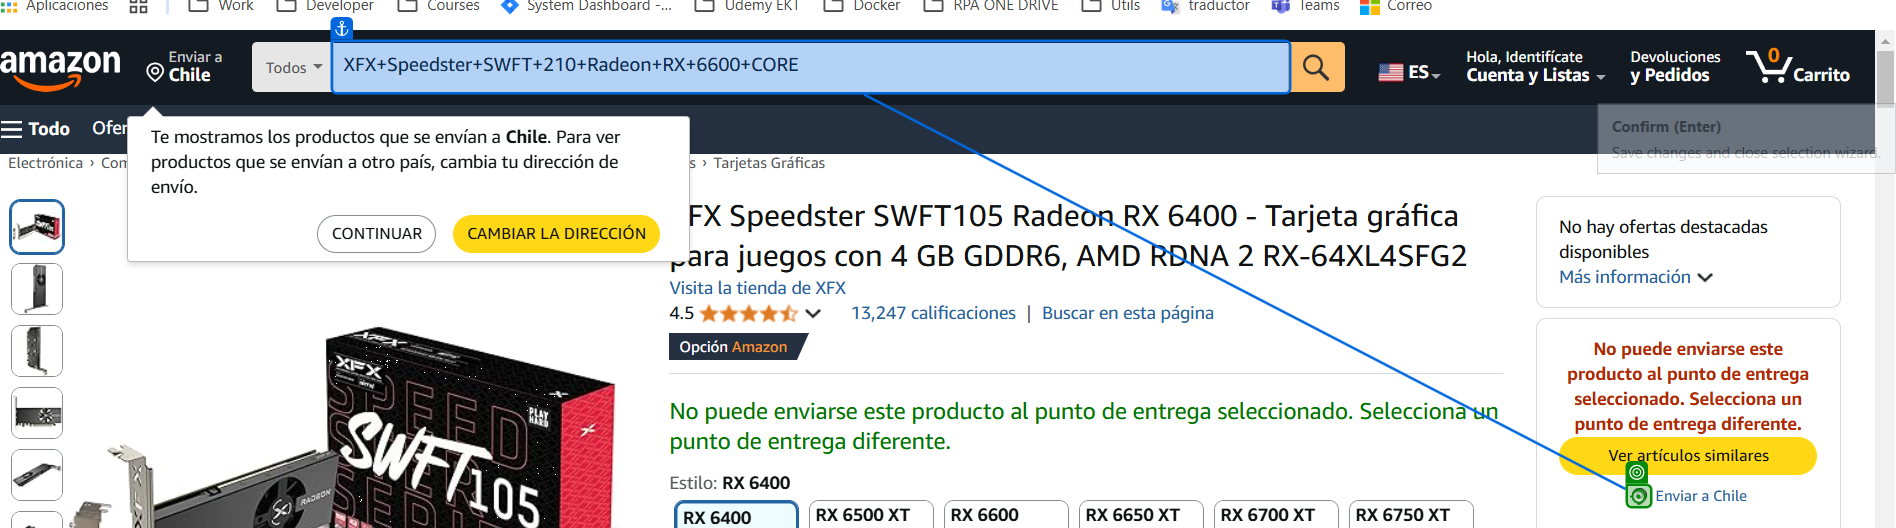 Aplicaciones Work Developer Courses System Dashboard -... Udemy EKT Docker RPA ONE DRIVE Utils traductor Teams Correo
amazon
Enviar a
Chile
Todos
XFX+Speedster+SWFT+210+Radeon+RX+6600+CORE
ES
Hola, Identifícate
Cuenta y Listas
Devoluciones
y Pedidos
0
Carrito
Todo
Ofer
Confirm (Enter)
Save changes and close selection wizard.
Te mostramos los productos que se envían a Chile. Para ver
productos que se envían a otro país, cambia tu dirección de
envío.
CONTINUAR
CAMBIAR LA DIRECCIÓN
Electrónica › Com
s › Tarjetas Gráficas
FX Speedster SWFT105 Radeon RX 6400 - Tarjeta gráfica
para juegos con 4 GB GDDR6, AMD RDNA 2 RX-64XL4SFG2
Visita la tienda de XFX
4.5
13,247 calificaciones | Buscar en esta página
Opción Amazon
No puede enviarse este producto al punto de entrega seleccionado. Selecciona un
punto de entrega diferente.
Estilo: RX 6400
RX 6400
RX 6500 XT
RX 6600
RX 6650 XT
RX 6700 XT
RX 6750 XT
No hay ofertas destacadas
disponibles
Más información
No puede enviarse este
producto al punto de entrega
seleccionado. Selecciona un
punto de entrega diferente.
Ver artículos similares
Enviar a Chile
XFX
SPEED
PLAY
HARD
SWFT105
RADEON